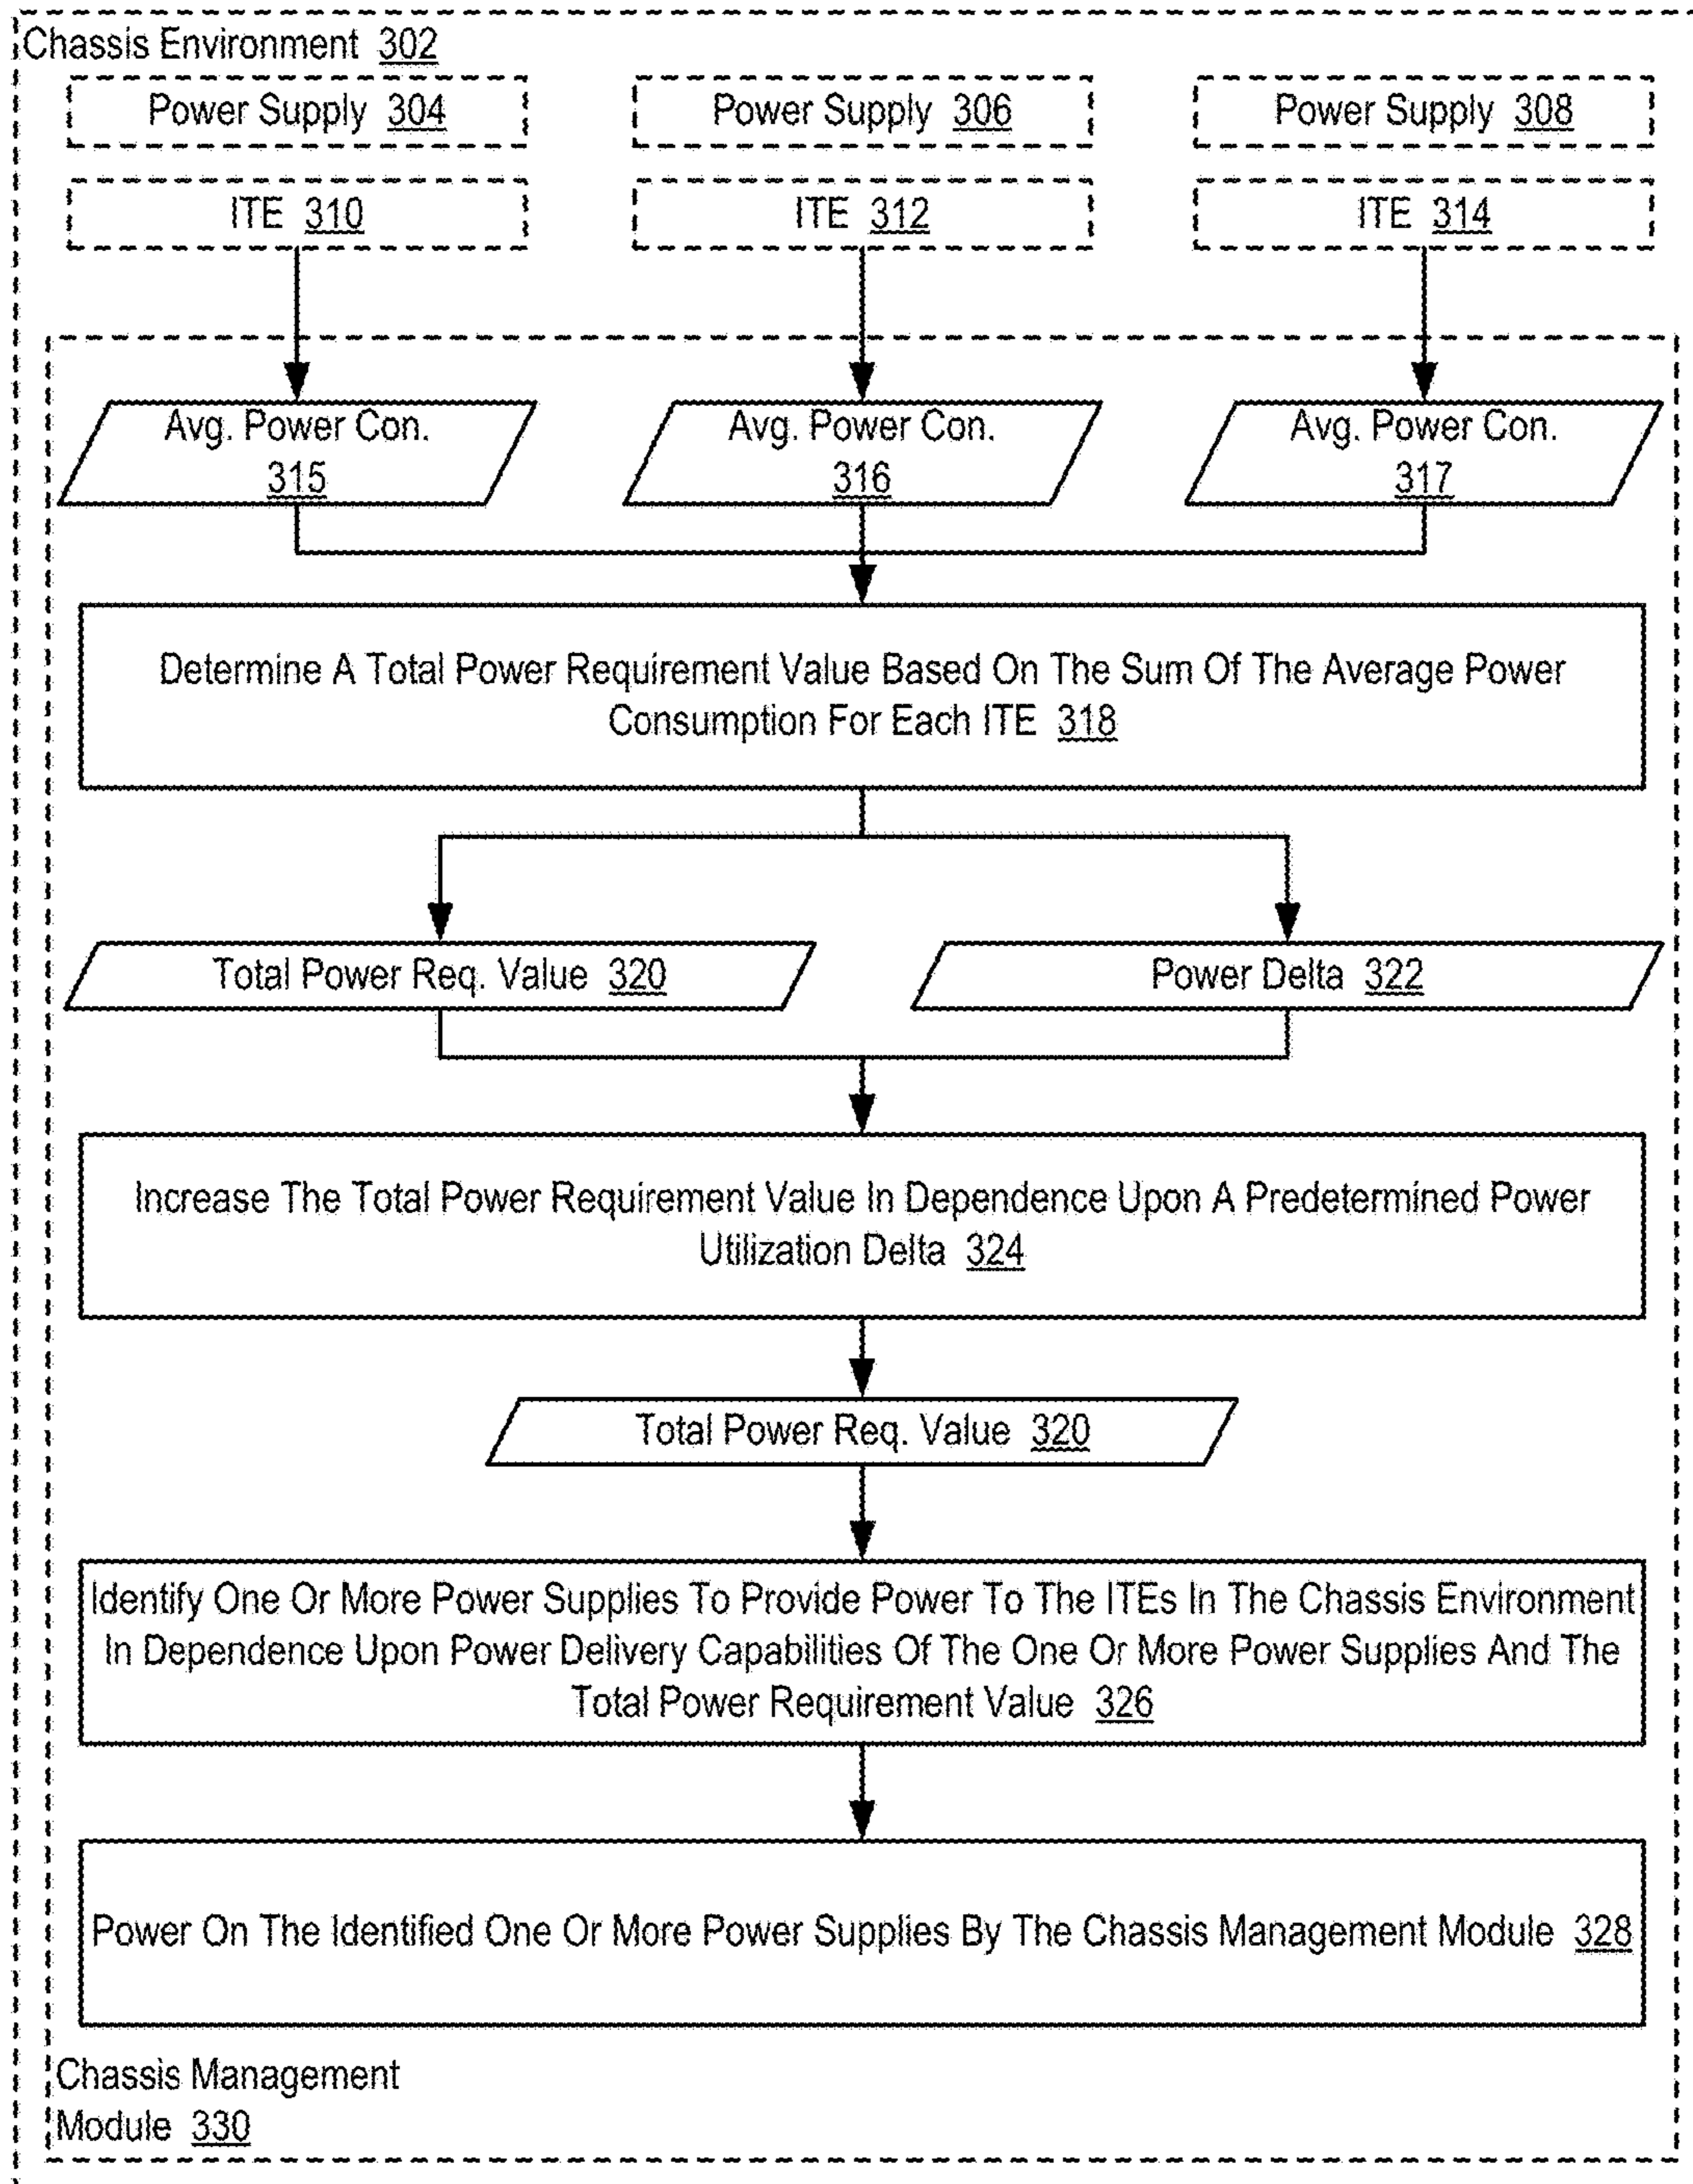 Chassis Environment 302
Power Supply 304
Power Supply 306
Power Supply 308
ITE 310
ITE 312
ITE 314
Avg. Power Con.
315
Avg. Power Con.
316
Avg. Power Con.
317
Determine A Total Power Requirement Value Based On The Sum Of The Average Power
Consumption For Each ITE 318
Total Power Req. Value 320
Power Delta 322
Increase The Total Power Requirement Value In Dependence Upon A Predetermined Power
Utilization Delta 324
Total Power Req. Value 320
Identify One Or More Power Supplies To Provide Power To The ITEs In The Chassis Environment
In Dependence Upon Power Delivery Capabilities Of The One Or More Power Supplies And The
Total Power Requirement Value 326
Power On The Identified One Or More Power Supplies By The Chassis Management Module 328
Chassis Management
Module 330